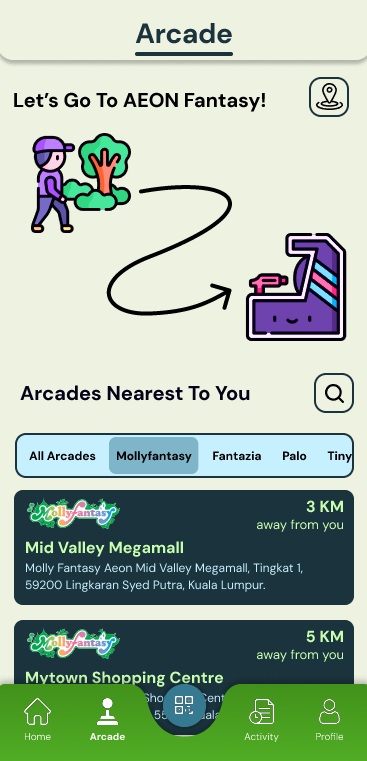 Arcade
Let's Go To AEON Fantasy!
Arcades Nearest To You
All Arcades Mollyfantasy Fantazia Palo Tiny
Mollyfantasy
3 KM
away from you
Mid Valley Megamall
Molly Fantasy Aeon Mid Valley Megamall, Tingkat 1,
59200 Lingkaran Syed Putra, Kuala Lumpur.
Mollyfantasy
5 KM
away from you
Mytown Shopping Centre
Home Arcade Activity Profile